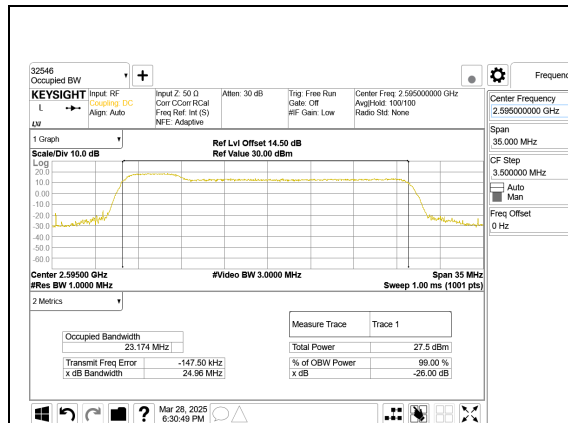 32546
Occupied BW
Frequenc
KEYSIGHT
Input: RF
Coupling: DC
Align: Auto
Input Z: 50 Ω
Corr CCorr RCal
Freq Ref: Int (S)
NFE: Adaptive
Atten: 30 dB
Trig: Free Run
Gate: Off
#IF Gain: Low
Avg|Hold: 100/100
Center Freq: 2.595000000 GHz
Radio Std: None
L
LXI
Center Frequency
2.595000000 GHz
Span
35.000 MHz
CF Step
3.500000 MHz
Auto
Man
Freq Offset
0 Hz
1 Graph
Scale/Div 10.0 dB
Ref Lvl Offset 14.50 dB
Ref Value 30.00 dBm
Log
20.0
10.0
0.00
-10.0
-20.0
-30.0
-40.0
-50.0
-60.0
Center 2.59500 GHz
#Video BW 3.0000 MHz
Span 35 MHz
#Res BW 1.0000 MHz
Sweep 1.00 ms (1001 pts)
2 Metrics
Measure Trace Trace 1
Occupied Bandwidth
23.174 MHz
Total Power 27.5 dBm
Transmit Freq Error -147.50 kHz
% of OBW Power 99.00 %
x dB Bandwidth 24.96 MHz
x dB -26.00 dB
Mar 28, 2025
6:30:49 PM